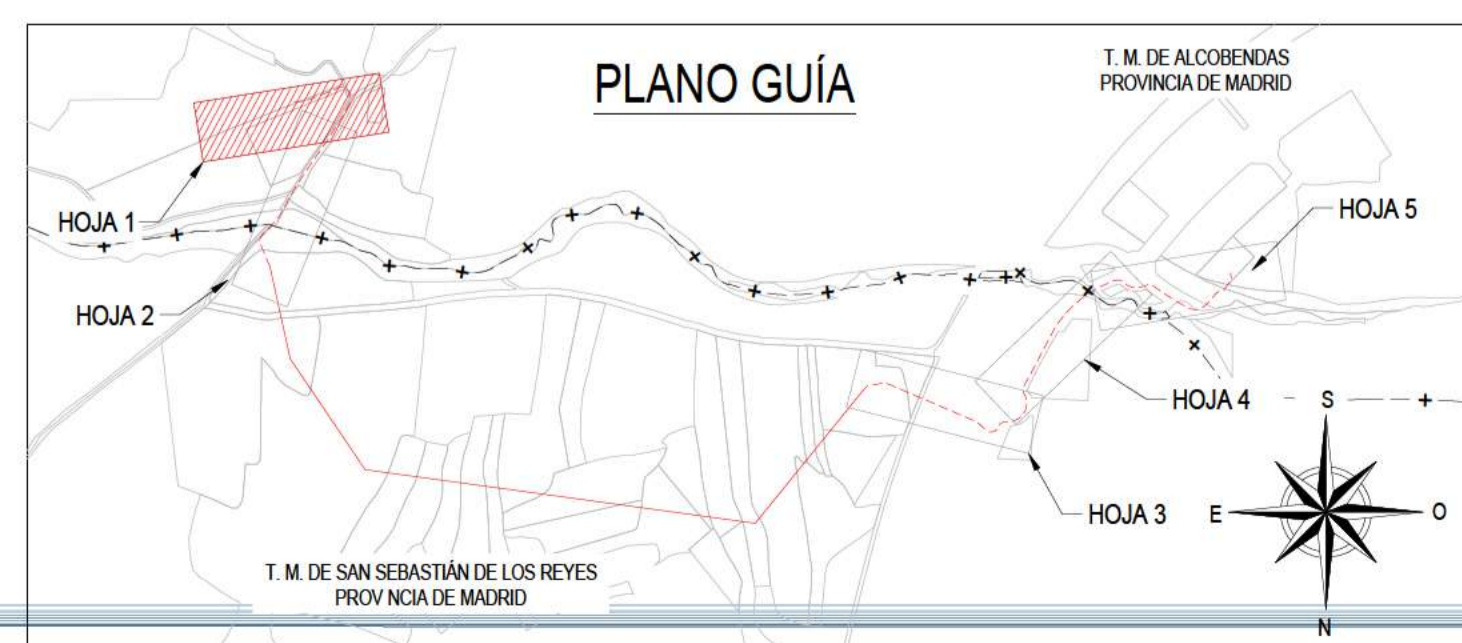 PLANO GUÍA
T. M. DE ALCOBENDAS
PROVINCIA DE MADRID
HOJA 1
HOJA 5
HOJA 2
HOJA 4
S
HOJA 3
E
O
T. M. DE SAN SEBASTIÁN DE LOS REYES
PROV NCIA DE MADRID
N